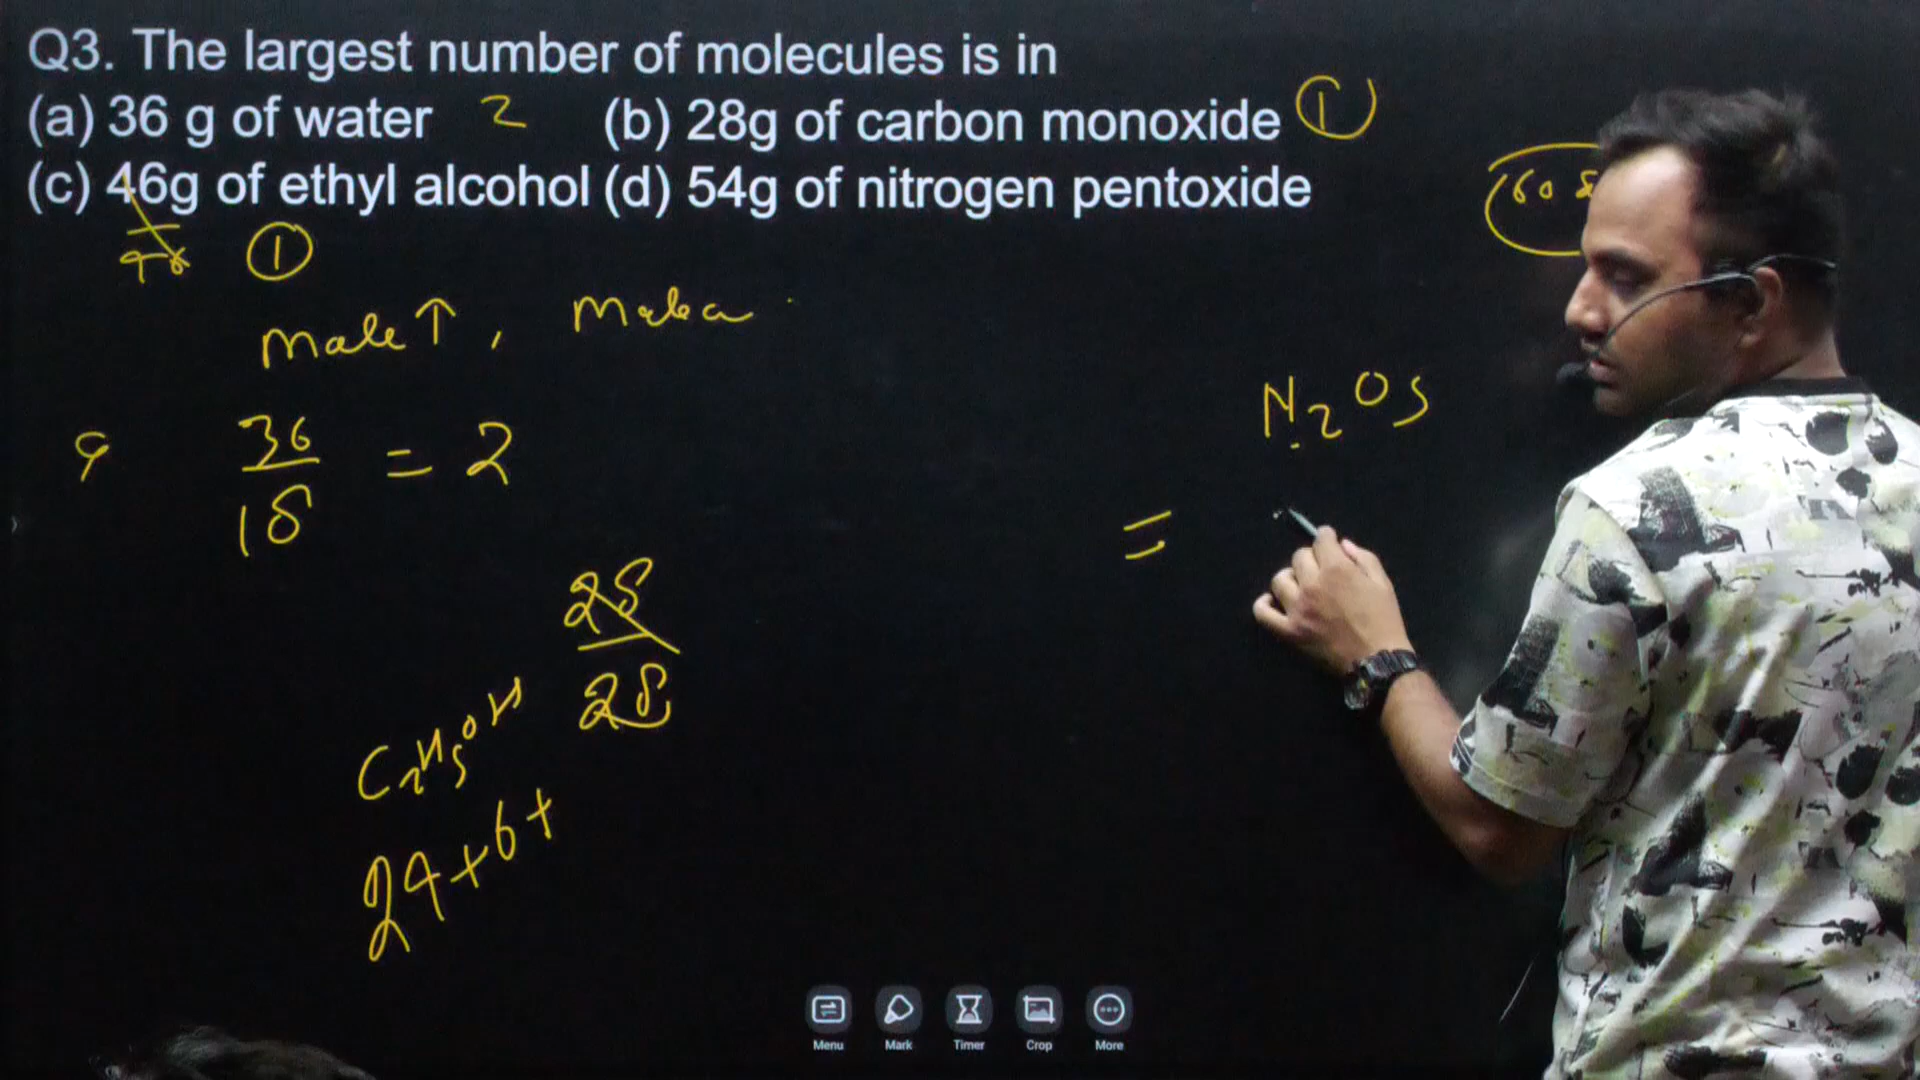 Q3. The largest number of molecules is in
(a) 36 g of water 2 (b) 28g of carbon monoxide 1
(c) 46g of ethyl alcohol (d) 54g of nitrogen pentoxide
46 1
60
Mole ↑ ,
N2O5
36/18 = 2
=
28/28
C2H5OH
24+6+
Menu Mark Timer Crop More